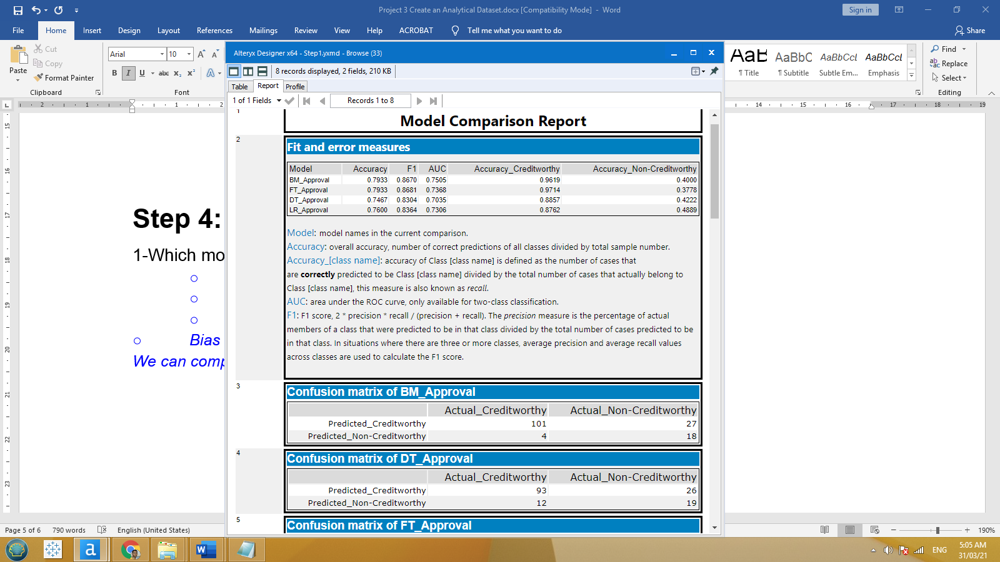 Project 3 Create an Analytical Dataset.docx [Compatibility Mode] - Word
Sign in
File Home Insert Design Layout References Mailings Review View Help ACROBAT Tell me what you want to do Share
Paste Cut
Copy
Format Painter
Clipboard
Arial 10
B I U abc x₂ x² A
Font
¶ Title ¶ Subtitle Subtle Em... Emphasis
Find
Replace
Select
Editing
Alteryx Designer x64 - Step1.yxmd - Browse (33)
8 records displayed, 2 fields, 210 KB
Table Report Profile
1 of 1 Fields Records 1 to 8
1
Model Comparison Report
2
Fit and error measures
Model Accuracy F1 AUC Accuracy_Creditworthy Accuracy_Non-Creditworthy
BM_Approval 0.7933 0.8670 0.7505 0.9619 0.4000
FT_Approval 0.7933 0.8681 0.7368 0.9714 0.3778
DT_Approval 0.7467 0.8304 0.7035 0.8857 0.4222
LR_Approval 0.7600 0.8364 0.7306 0.8762 0.4889
Model: model names in the current comparison.
Accuracy: overall accuracy, number of correct predictions of all classes divided by total sample number.
Accuracy_[class name]: accuracy of Class [class name] is defined as the number of cases that
are correctly predicted to be Class [class name] divided by the total number of cases that actually belong to
Class [class name], this measure is also known as recall.
AUC: area under the ROC curve, only available for two-class classification.
F1: F1 score, 2 * precision * recall / (precision + recall). The precision measure is the percentage of actual
members of a class that were predicted to be in that class divided by the total number of cases predicted to be
in that class. In situations where there are three or more classes, average precision and average recall values
across classes are used to calculate the F1 score.
3
Confusion matrix of BM_Approval
Actual_Creditworthy Actual_Non-Creditworthy
Predicted_Creditworthy 101 27
Predicted_Non-Creditworthy 4 18
4
Confusion matrix of DT_Approval
Actual_Creditworthy Actual_Non-Creditworthy
Predicted_Creditworthy 93 26
Predicted_Non-Creditworthy 12 19
5
Confusion matrix of FT_Approval
Step 4:
1-Which mo
Bias
We can comp
Page 5 of 6 790 words English (United States)
190%
ENG
5:05 AM
31/03/21